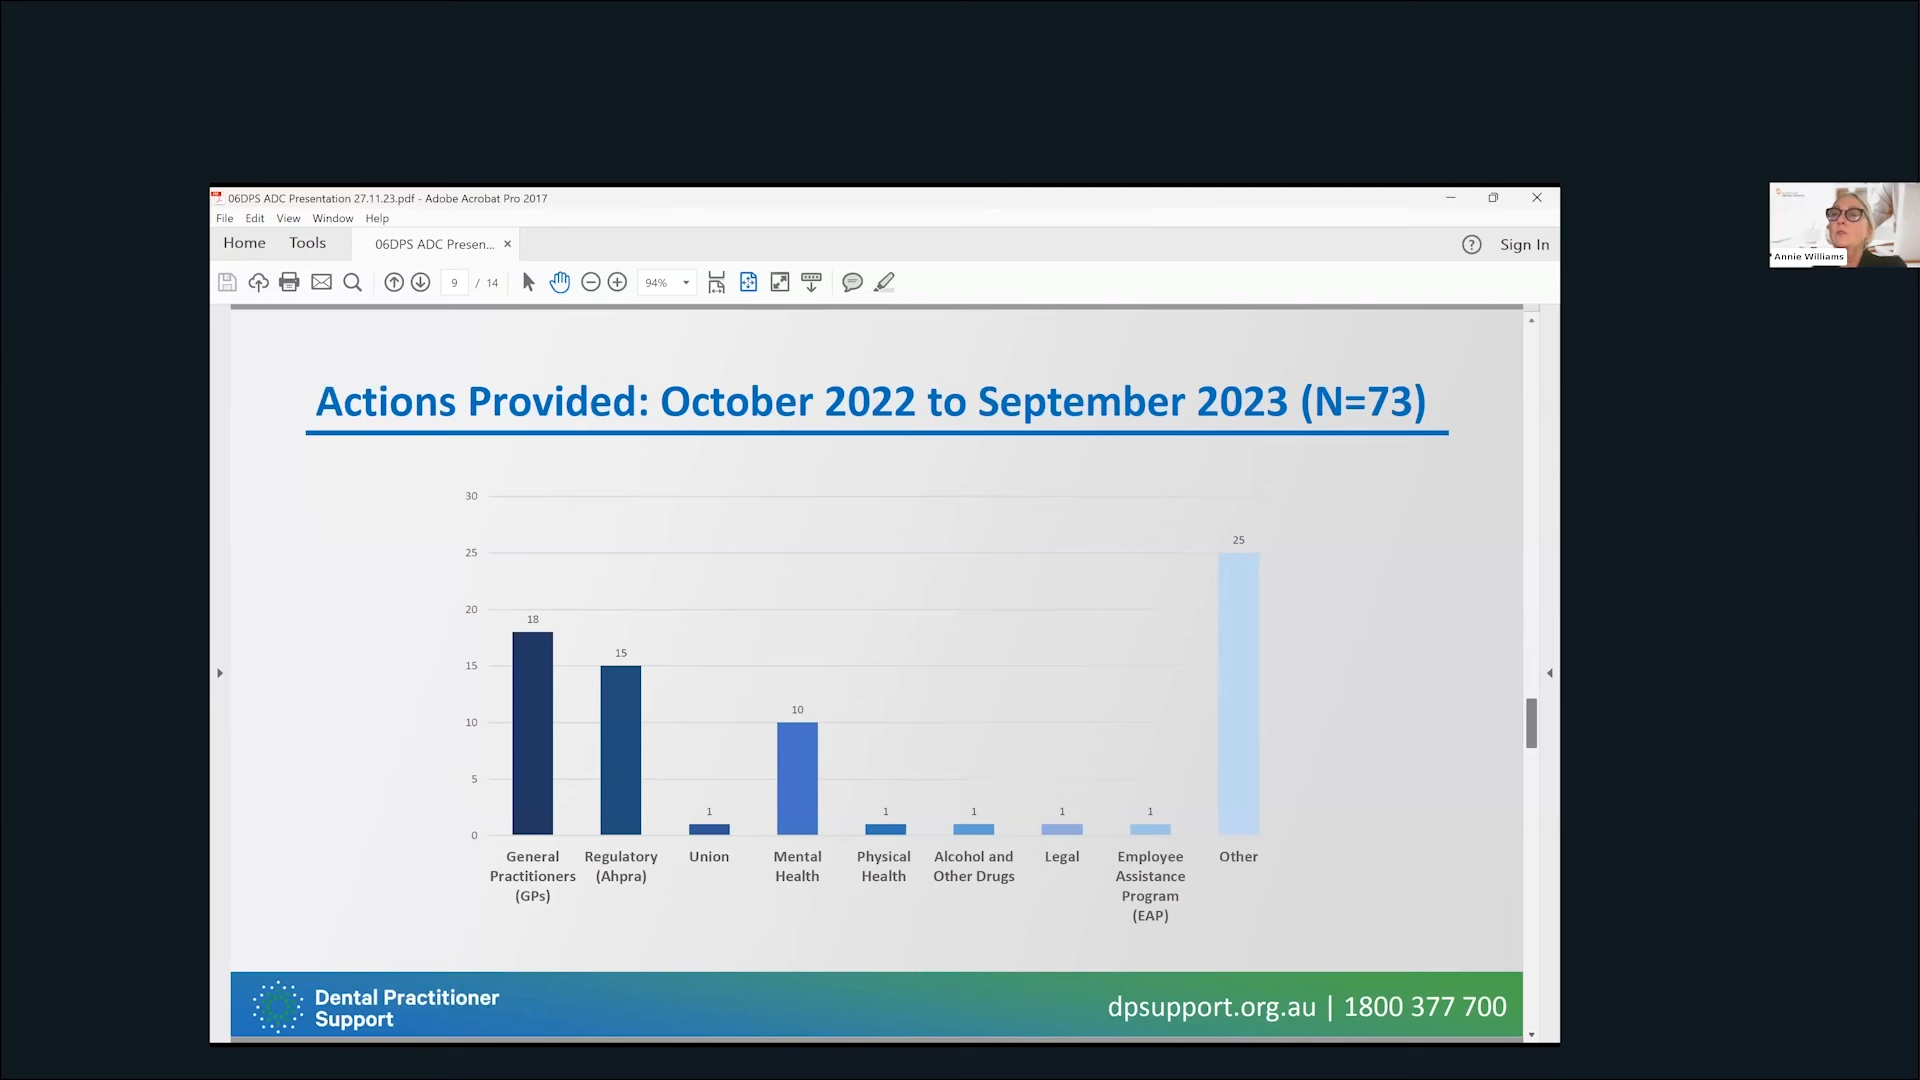 06DPS ADC Presentation 27.11.23.pdf - Adobe Acrobat Pro 2017
File Edit View Window Help
Home Tools 06DPS ADC Presen... × Sign In
9 / 14 94%
Annie Williams
Actions Provided: October 2022 to September 2023 (N=73)
30
25
20
15
10
5
0
18
15
1
10
1
1
1
1
25
General
Practitioners
(GPs)
Regulatory
(Ahpra)
Union
Mental
Health
Physical
Health
Alcohol and
Other Drugs
Legal
Employee
Assistance
Program
(EAP)
Other
Dental Practitioner
Support
dpsupport.org.au | 1800 377 700